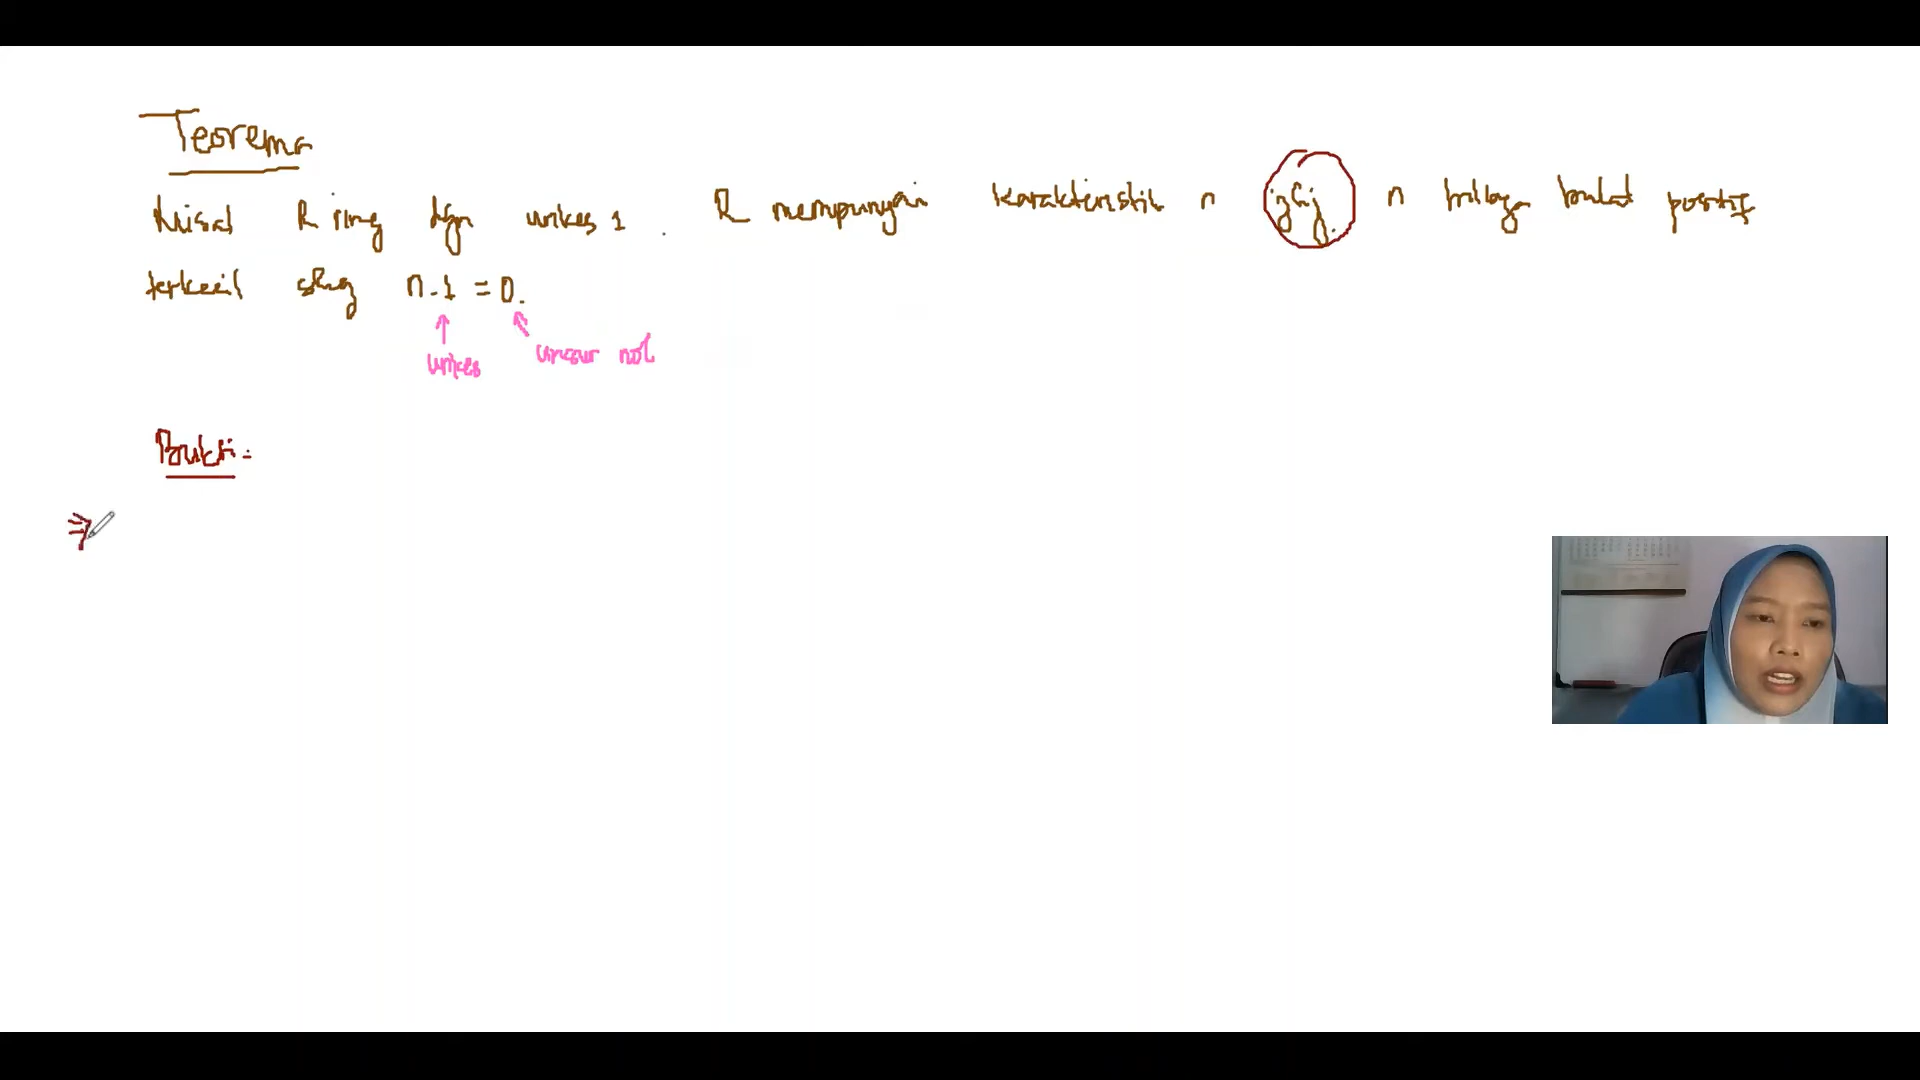 Teorema
Misal R ring dgn unkes 1. R mempunyai karakteristik n jhj n bilangan bulat positif
terkecil shg n.1 = 0.
unkes unsur nol
Bukti :
⇒